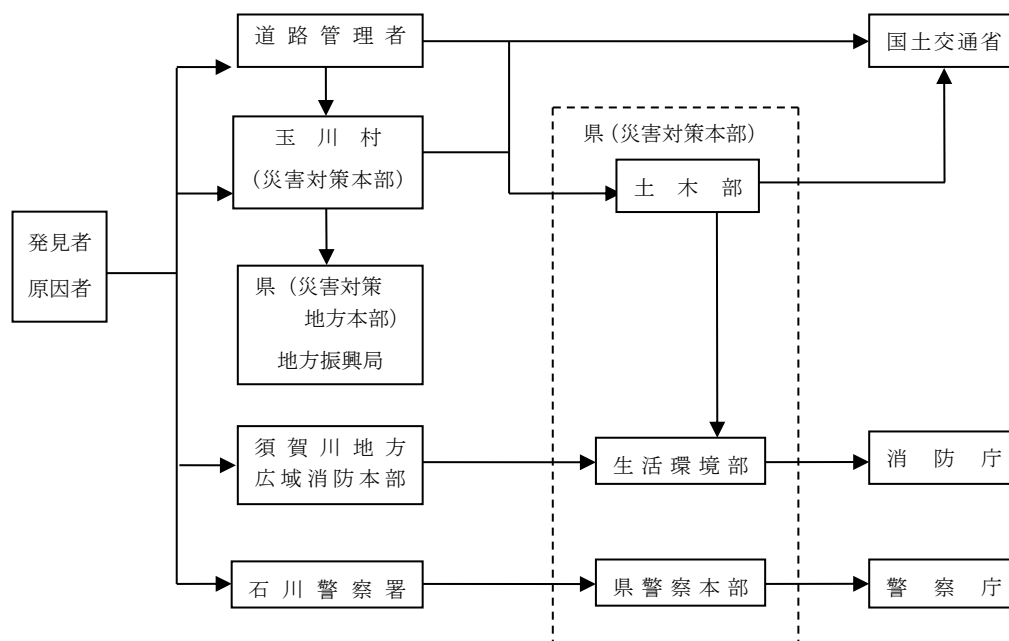 道路管理者
国土交通省
玉川村
（災害対策本部）
県（災害対策本部）
土木部
発見者
原因者
県（災害対策
地方本部）
地方振興局
須賀川地方
広域消防本部
生活環境部
消防庁
石川警察署
県警察本部
警察庁